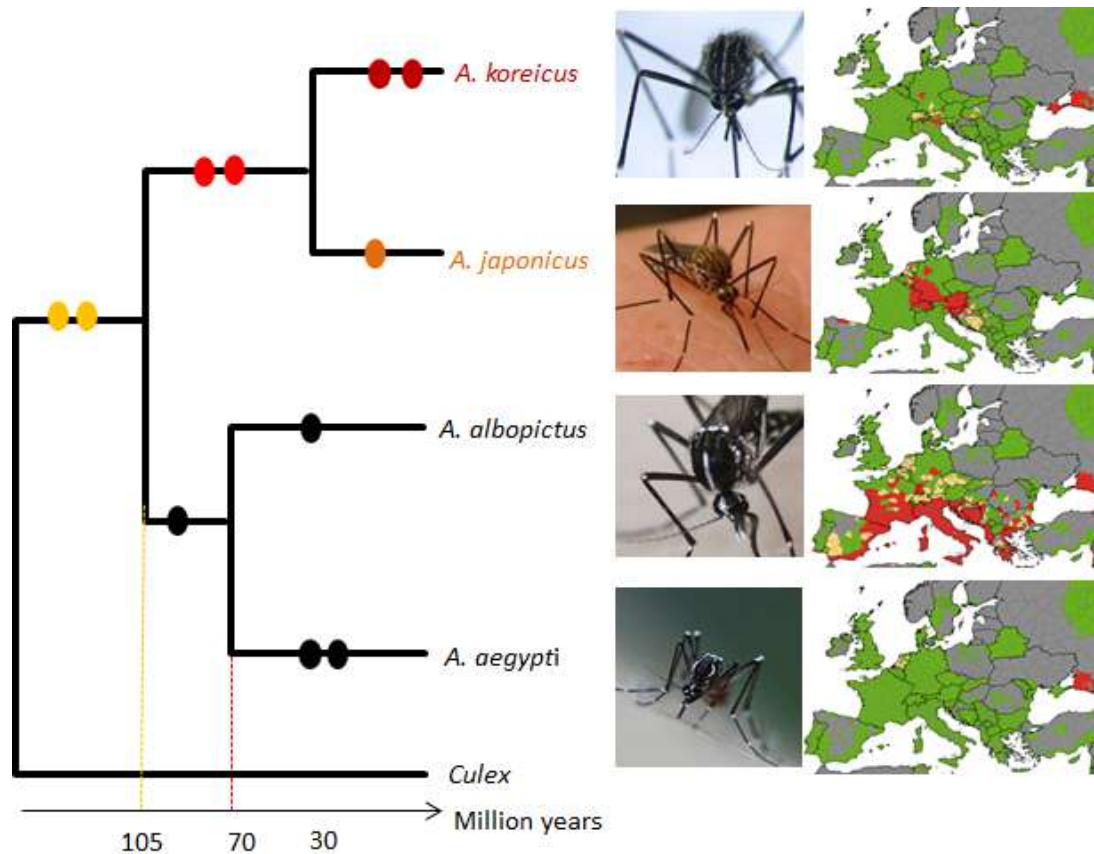 A. koreicus
A. japonicus
A. albopictus
A. aegypti
Culex
Million years
105
70
30